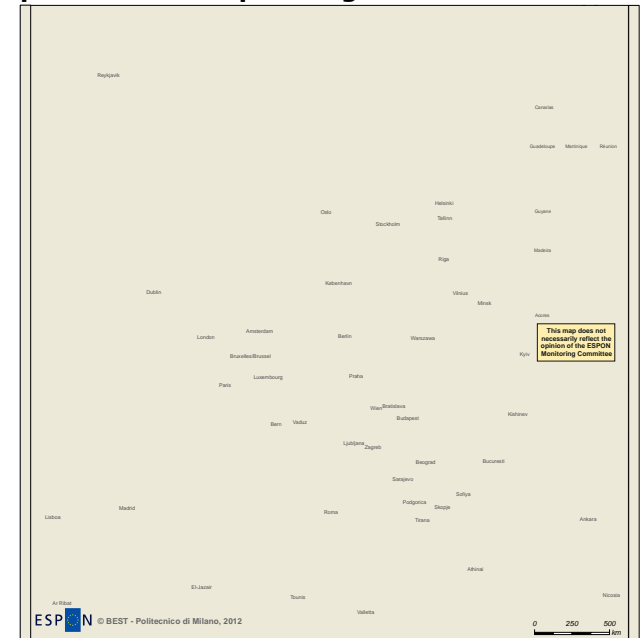 Reykjavik
Canarias
Guadeloupe Martinique Réunion
Helsinki
Oslo
Guyane
Tallinn
Stockholm
Madeira
Riga
København
Dublin
Vilnius
Minsk
Acores
This map does not
necessarily reflect the
opinion of the ESPON
Monitoring Committee
Amsterdam
London
Berlin
Warszawa
Kyiv
Bruxelles/Brussel
Luxembourg
Praha
Paris
Wien Bratislava
Kishinev
Budapest
Bern
Vaduz
Ljubljana
Zagreb
Beograd
Bucuresti
Sarajevo
Sofiya
Podgorica
Skopje
Madrid
Roma
Lisboa
Tirana
Ankara
Athinai
El-Jazair
Tounis
Nicosia
Ar Ribat
Valletta
ESPON © BEST - Politecnico di Milano, 2012
0 250 500
km